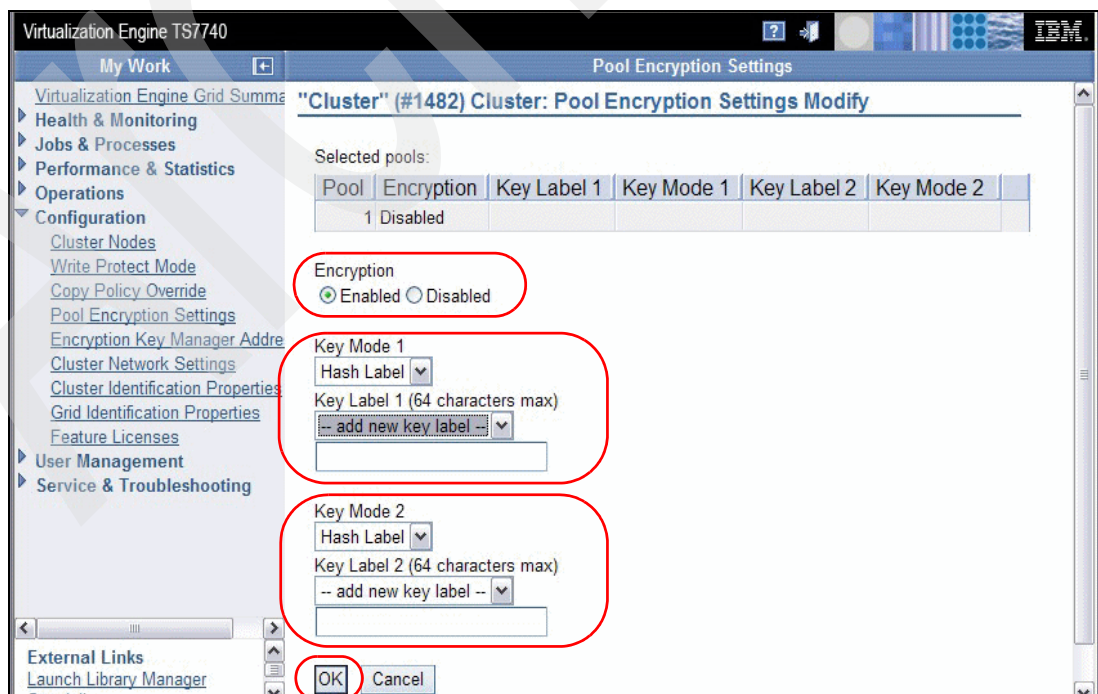 Virtualization Engine TS7740
?
IBM.
My Work
Pool Encryption Settings
Virtualization Engine Grid Summa
Health & Monitoring
Jobs & Processes
Performance & Statistics
Operations
Configuration
Cluster Nodes
Write Protect Mode
Copy Policy Override
Pool Encryption Settings
Encryption Key Manager Addre
Cluster Network Settings
Cluster Identification Properties
Grid Identification Properties
Feature Licenses
User Management
Service & Troubleshooting
External Links
Launch Library Manager
"Cluster" (#1482) Cluster: Pool Encryption Settings Modify
Selected pools:
Pool Encryption Key Label 1 Key Mode 1 Key Label 2 Key Mode 2
1 Disabled
Encryption
Enabled Disabled
Key Mode 1
Hash Label
Key Label 1 (64 characters max)
-- add new key label --
Key Mode 2
Hash Label
Key Label 2 (64 characters max)
-- add new key label --
OK Cancel